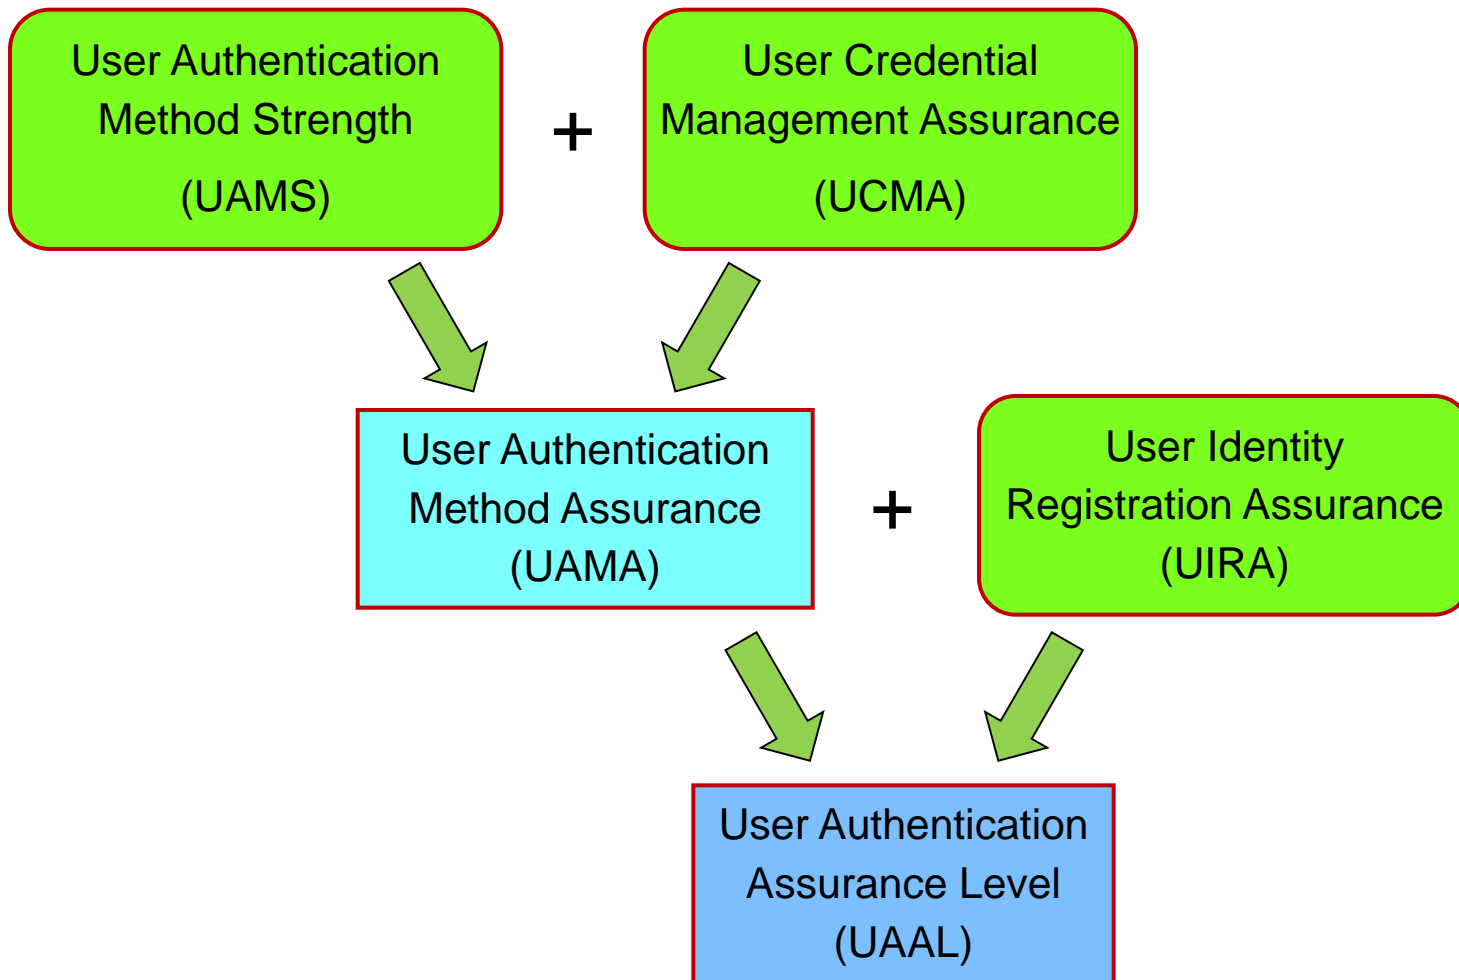 User Authentication
Method Strength
(UAMS)
+
User Credential
Management Assurance
(UCMA)
User Authentication
Method Assurance
(UAMA)
+
User Identity
Registration Assurance
(UIRA)
User Authentication
Assurance Level
(UAAL)